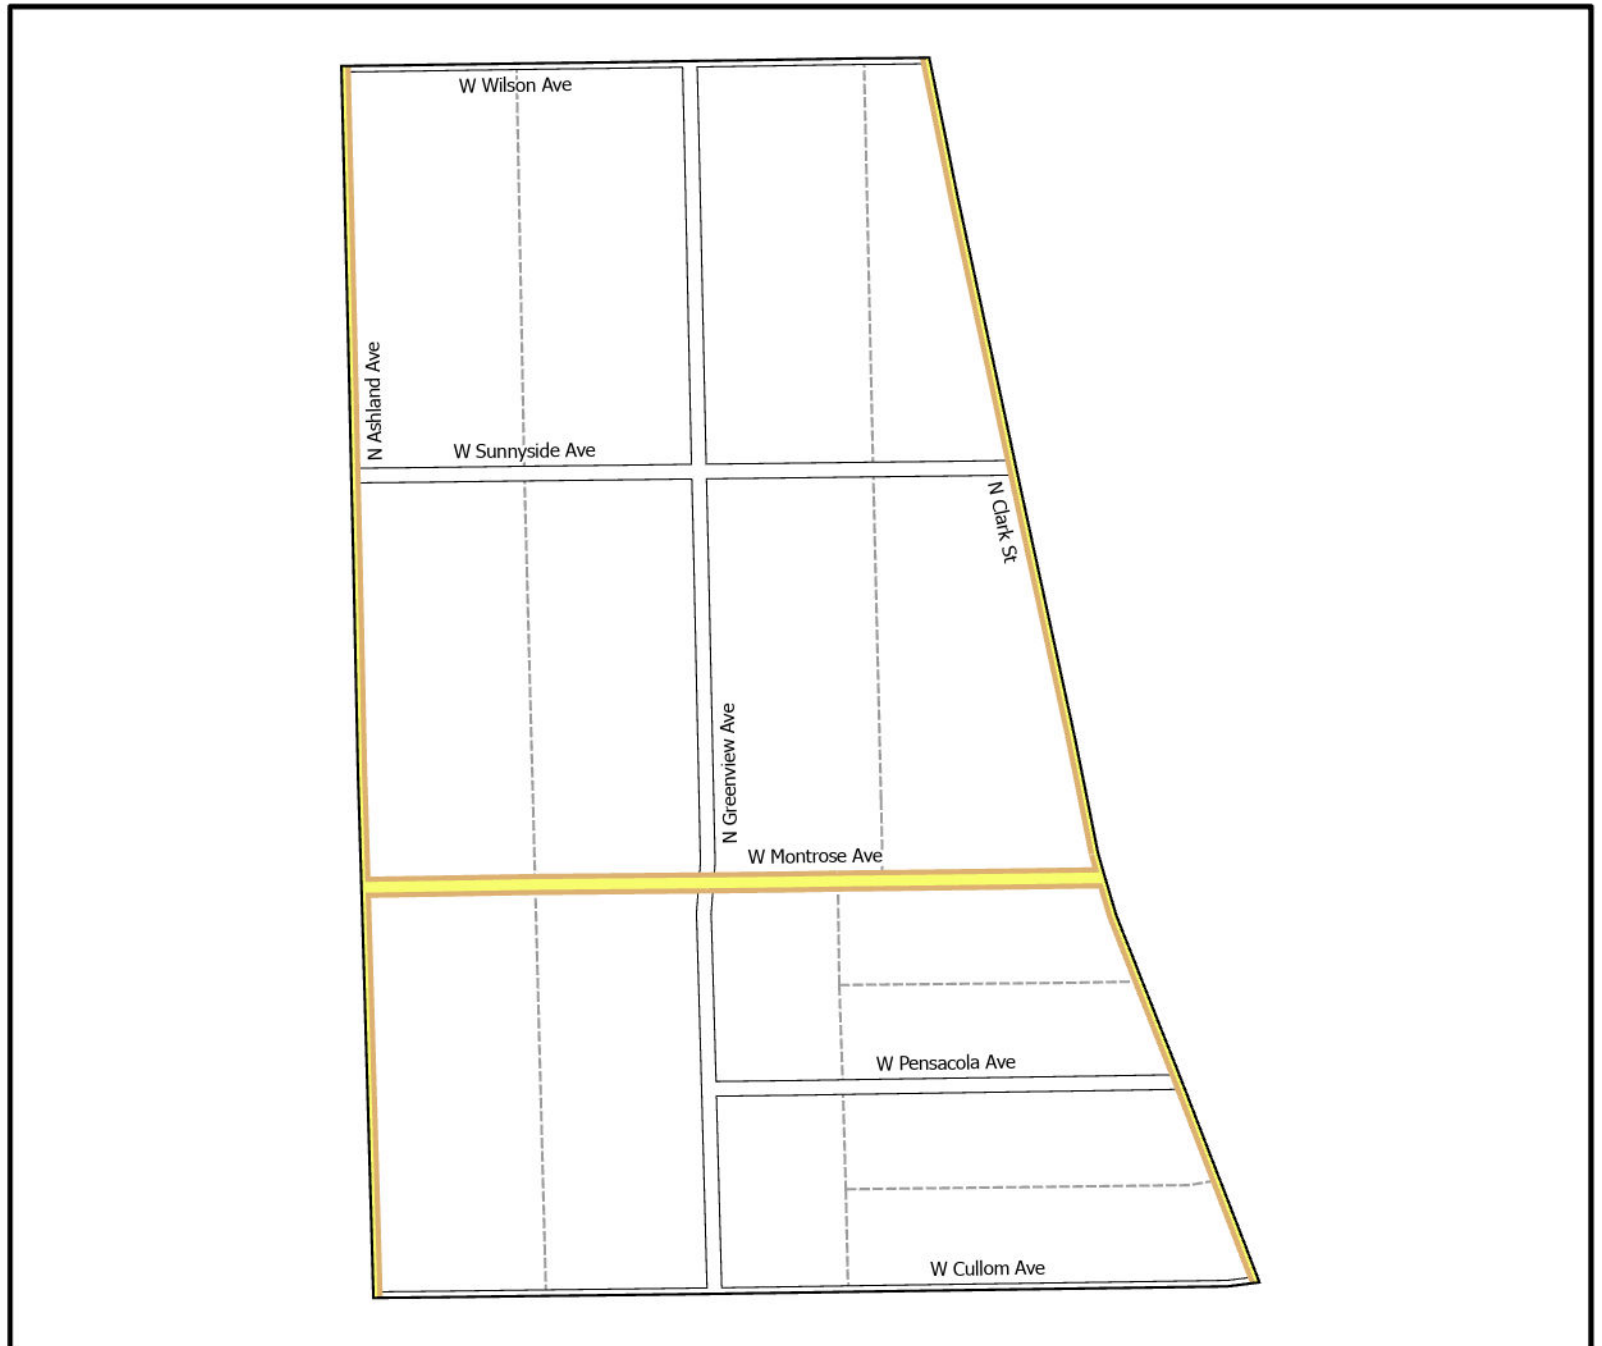 W Wilson Ave
N Ashland Ave
W Sunnyside Ave
N Clark St
N Greenview Ave
W Montrose Ave
W Pensacola Ave
W Cullom Ave